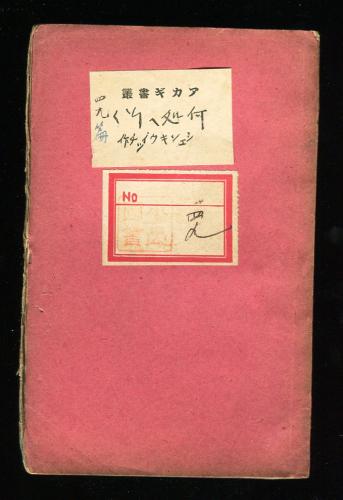 アカギ叢書
何処へ行く
シェンキウィッチ作
四九篇
No
四九